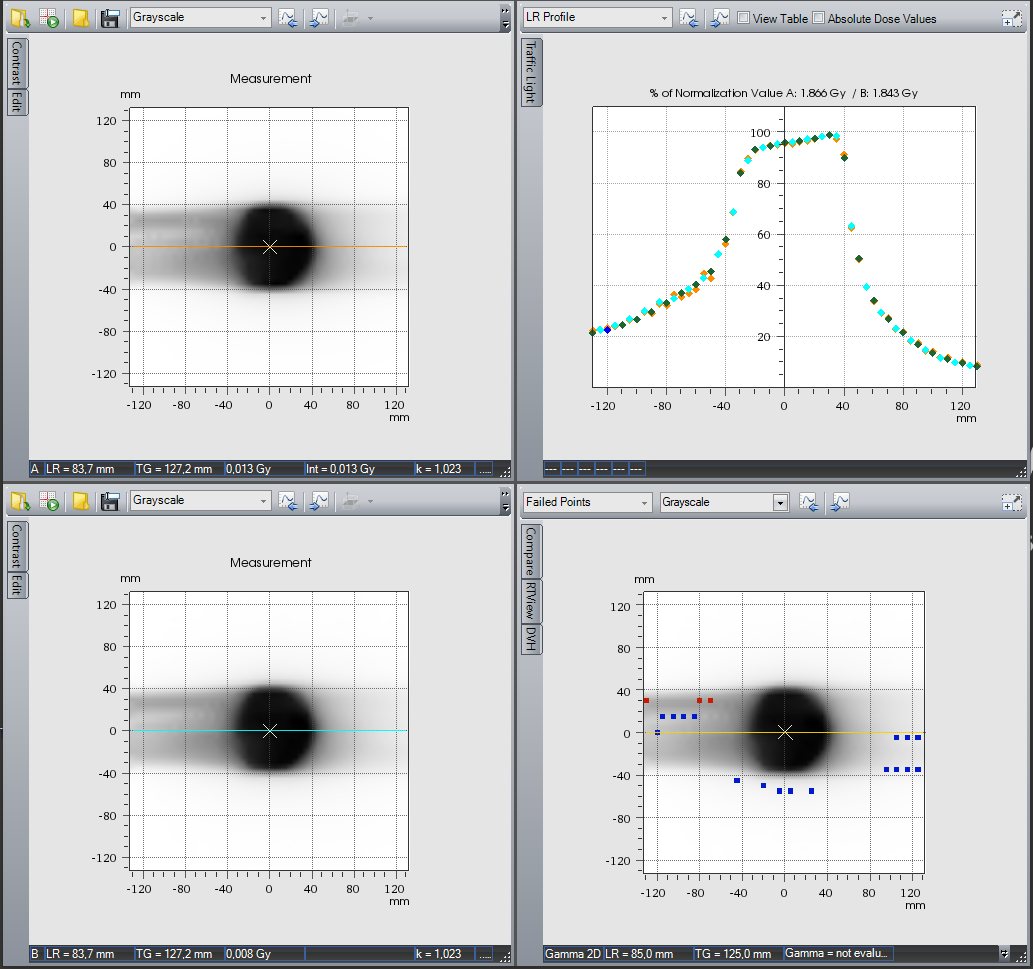 Grayscale
Contrast
Edit
Measurement
mm
120
80
40
0
-40
-80
-120
-120 -80 -40 0 40 80 120
mm
A LR = 83,7 mm TG = 127,2 mm 0,013 Gy Int = 0,013 Gy k = 1,023 .....
LR Profile View Table Absolute Dose Values
Traffic Light
% of Normalization Value A: 1.866 Gy / B: 1.843 Gy
100
80
60
40
20
-120 -80 -40 0 40 80 120
mm
--- --- --- --- --- ---
Grayscale
Contrast
Edit
Measurement
mm
120
80
40
0
-40
-80
-120
-120 -80 -40 0 40 80 120
mm
B LR = 83,7 mm TG = 127,2 mm 0,008 Gy k = 1,023 .....
Failed Points Grayscale
Compare
RTView
DVH
mm
120
80
40
0
-40
-80
-120
-120 -80 -40 0 40 80 120
mm
Gamma 2D LR = 85,0 mm TG = 125,0 mm Gamma = not evalu...